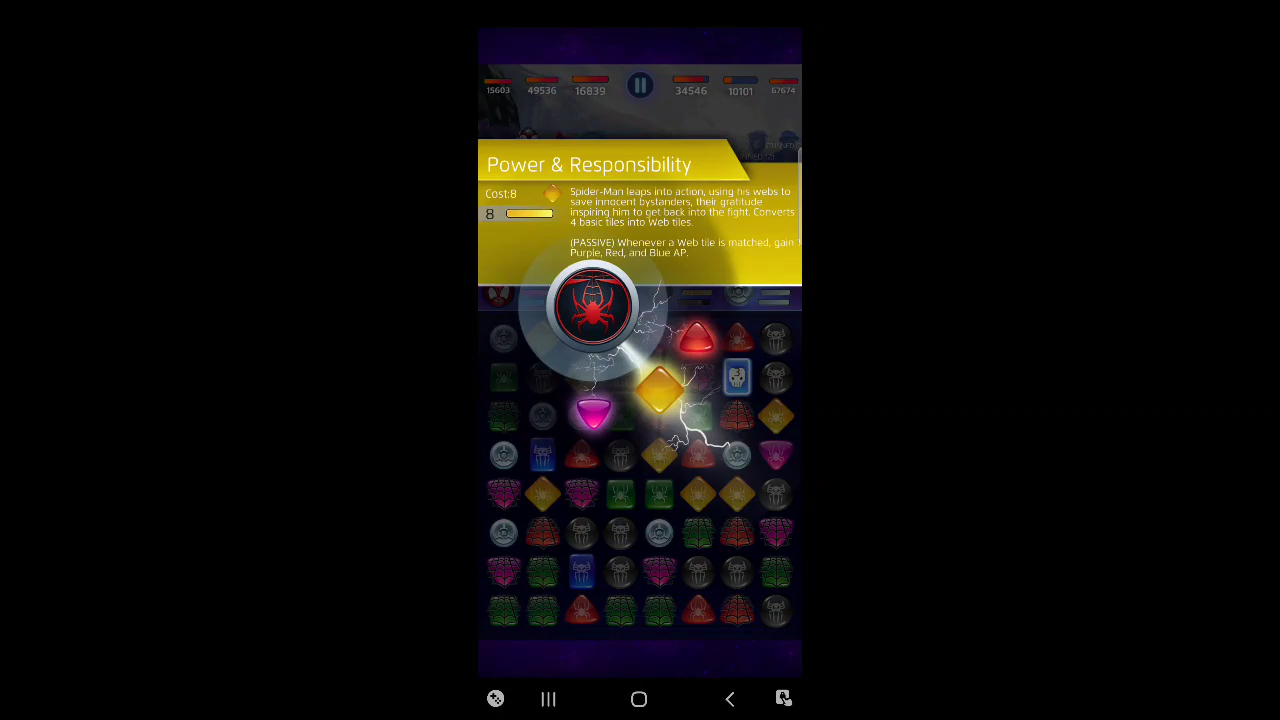 15603 49536 16839 34546 10101 67674
Power & Responsibility
Cost:8
8
Spider-Man leaps into action, using his webs to
save innocent bystanders, their gratitude
inspiring him to get back into the fight. Converts
4 basic tiles into Web tiles.
(PASSIVE) Whenever a Web tile is matched, gain 1
Purple, Red, and Blue AP.